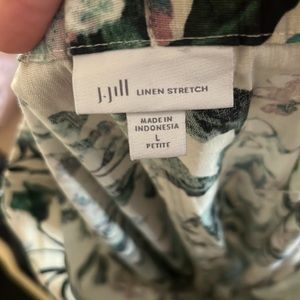 J.Jill LINEN STRETCH
MADE IN
INDONESIA
L
PETITE